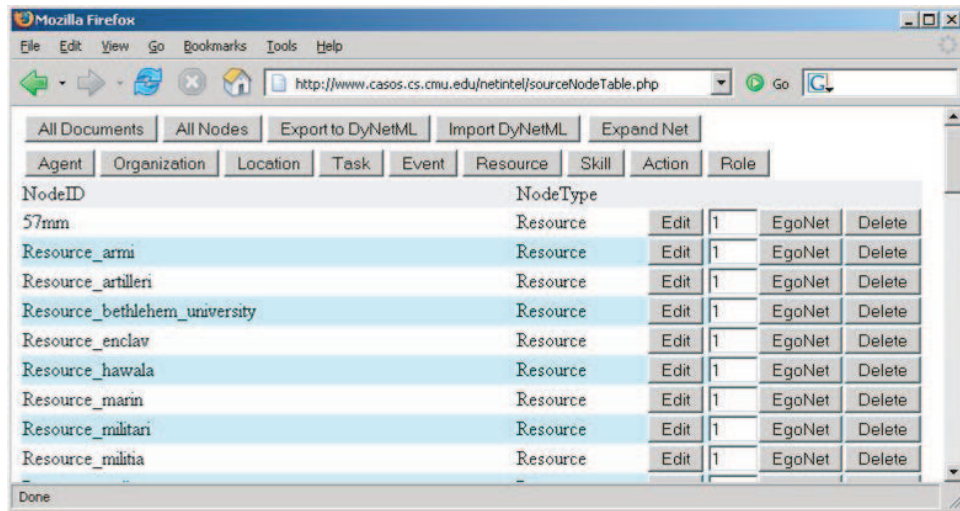 Mozilla Firefox
File Edit View Go Bookmarks Tools Help
http://www.casos.cs.cmu.edu/netintel/sourceNodeTable.php Go G
All Documents All Nodes Export to DyNetML Import DyNetML Expand Net
Agent Organization Location Task Event Resource Skill Action Role
NodeID NodeType
57mm Resource Edit 1 EgoNet Delete
Resource_armi Resource Edit 1 EgoNet Delete
Resource_artilleri Resource Edit 1 EgoNet Delete
Resource_bethlehem_university Resource Edit 1 EgoNet Delete
Resource_enclav Resource Edit 1 EgoNet Delete
Resource_hawala Resource Edit 1 EgoNet Delete
Resource_marin Resource Edit 1 EgoNet Delete
Resource_militari Resource Edit 1 EgoNet Delete
Resource_militia Resource Edit 1 EgoNet Delete
Done